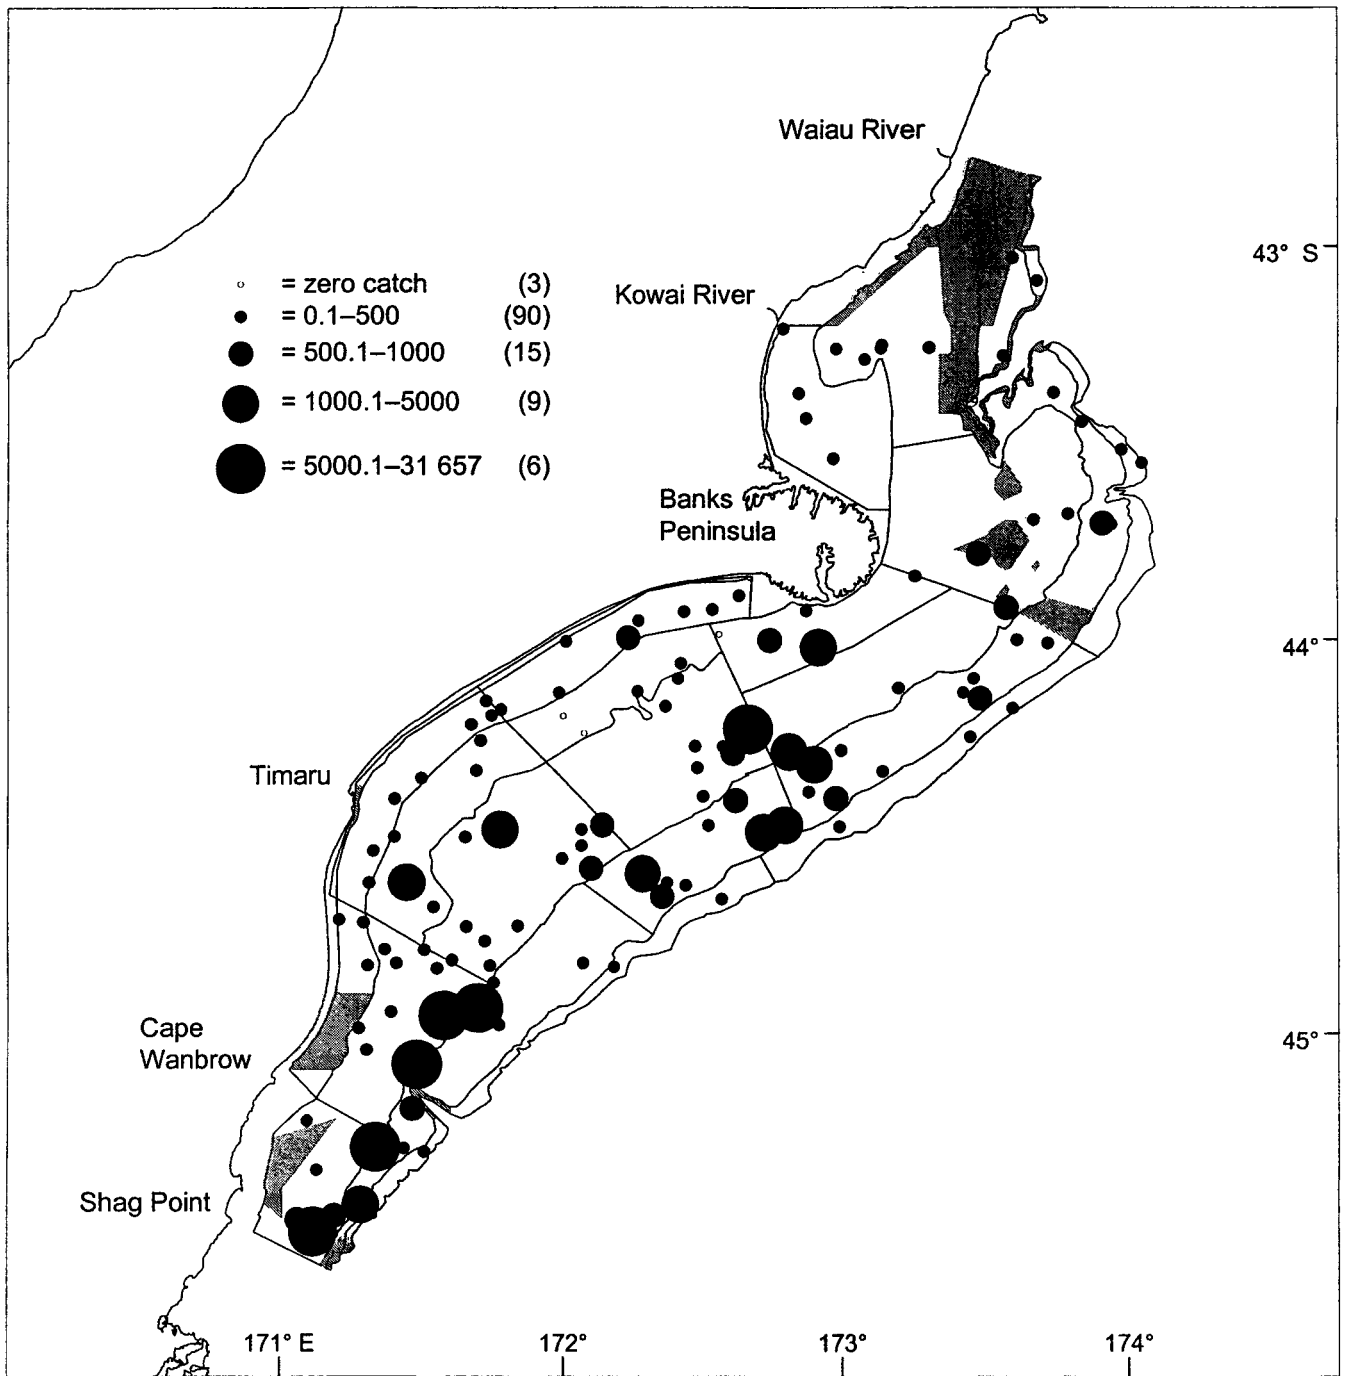 Waiau River
43° S
= zero catch (3)
Kowai River
= 0.1–500 (90)
= 500.1–1000 (15)
= 1000.1–5000 (9)
= 5000.1–31 657 (6)
Banks
Peninsula
44°
Timaru
Cape
Wanbrow
45°
Shag Point
171° E 172° 173° 174°